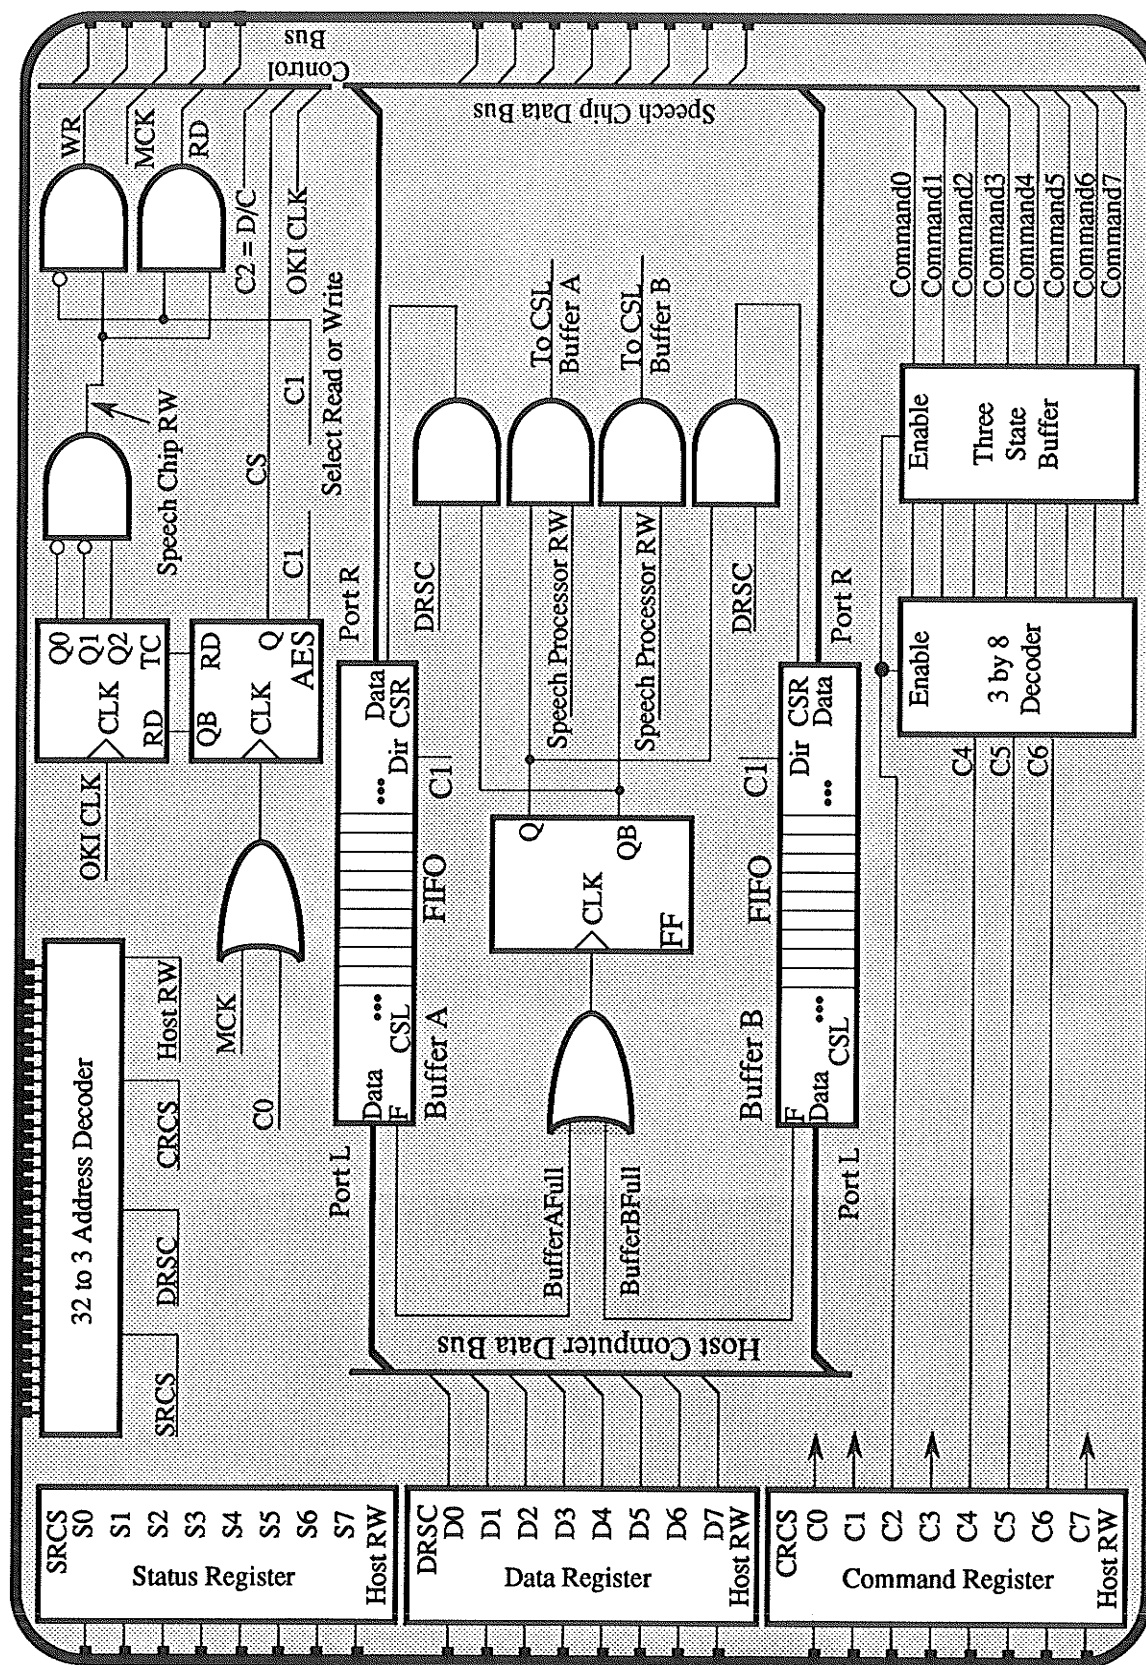 SRCS
S0
S1
S2
S3
S4
S5
S6
S7
Host RW
Status Register
DRSC
D0
D1
D2
D3
D4
D5
D6
D7
Host RW
Data Register
CRCS
C0
C1
C2
C3
C4
C5
C6
C7
Host RW
Command Register
32 to 3 Address Decoder
SRCS
DRSC
CRCS
Host RW
MCK
C0
OKI CLK
CLK
Q0
Q1
Q2
TC
RD
QB
RD
CLK
Q
AES
Speech Chip RW
CS
C1
C1
Select Read or Write
WR
MCK
RD
C2 = D/C
OKI CLK
Control
Bus
Host Computer Data Bus
Port L
Data
F
...
CSL
Buffer A
FIFO
...
Data
Dir CSR
C1
Port R
BufferAFull
BufferBFull
CLK
FF
Q
QB
DRSC
Speech Processor RW
Speech Processor RW
DRSC
To CSL
Buffer A
To CSL
Buffer B
Speech Chip Data Bus
Buffer B
FIFO
C1
Port L
F
Data
...
CSL
Dir CSR
...
Data
Port R
C4
C5
C6
Enable
3 by 8
Decoder
Enable
Three
State
Buffer
Command0
Command1
Command2
Command3
Command4
Command5
Command6
Command7